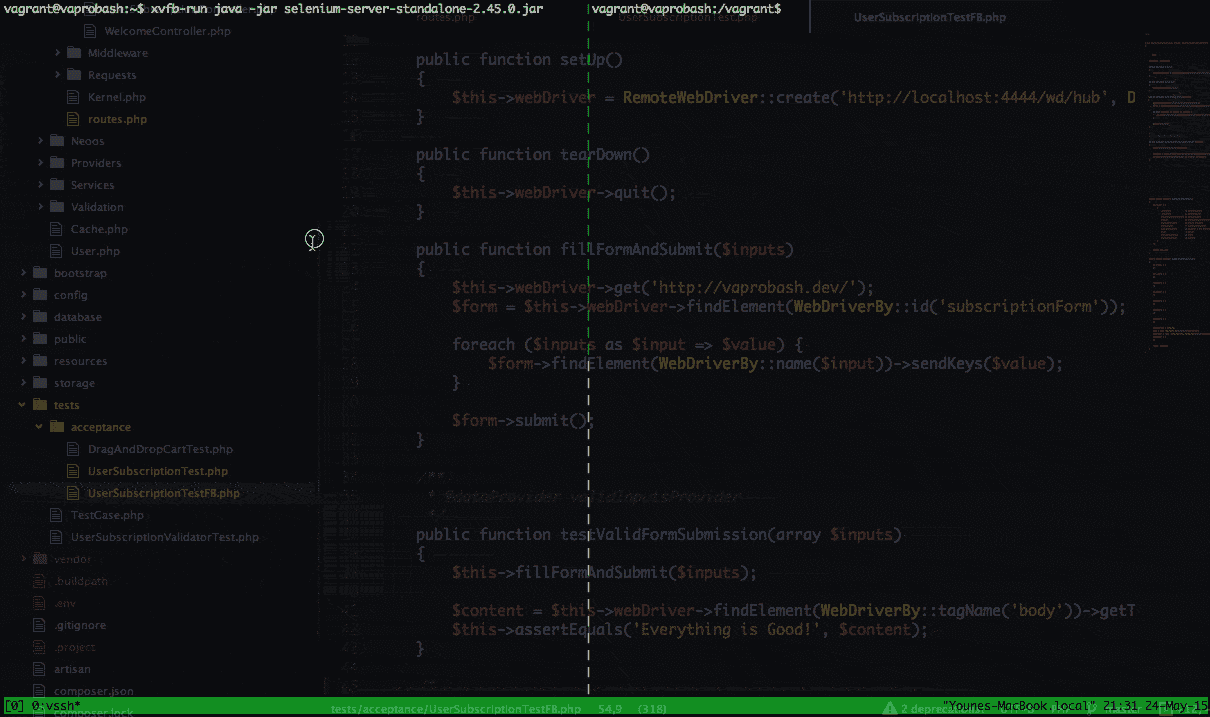 vagrant@vaprobash:~$ xvfb-run java -jar selenium-server-standalone-2.45.0.jar
vagrant@vaprobash:/vagrant$
routes.php
UserSubscriptionTest.php
UserSubscriptionTestFB.php
WelcomeController.php
Middleware
Requests
Kernel.php
routes.php
Neoos
Providers
Services
Validation
Cache.php
User.php
bootstrap
config
database
public
resources
storage
tests
acceptance
DragAndDropCartTest.php
UserSubscriptionTest.php
UserSubscriptionTestFB.php
TestCase.php
UserSubscriptionValidatorTest.php
vendor
.buildpath
.env
.gitignore
.project
artisan
composer.json
composer.lock
public function setUp()
{
$this->webDriver = RemoteWebDriver::create('http://localhost:4444/wd/hub', D
}
public function tearDown()
{
$this->webDriver->quit();
}
public function fillFormAndSubmit($inputs)
{
$this->webDriver->get('http://vaprobash.dev/');
$form = $this->webDriver->findElement(WebDriverBy::id('subscriptionForm'));
foreach ($inputs as $input => $value) {
$form->findElement(WebDriverBy::name($input))->sendKeys($value);
}
$form->submit();
}
/**
* @dataProvider validInputsProvider
*/
public function testValidFormSubmission(array $inputs)
{
$this->fillFormAndSubmit($inputs);
$content = $this->webDriver->findElement(WebDriverBy::tagName('body'))->getT
$this->assertEquals('Everything is Good!', $content);
}
[0] 0:vssh*
"Younes-MacBook.local" 21:31 24-May-15
tests/acceptance/UserSubscriptionTestFB.php 54,9 (318)
2 deprecations